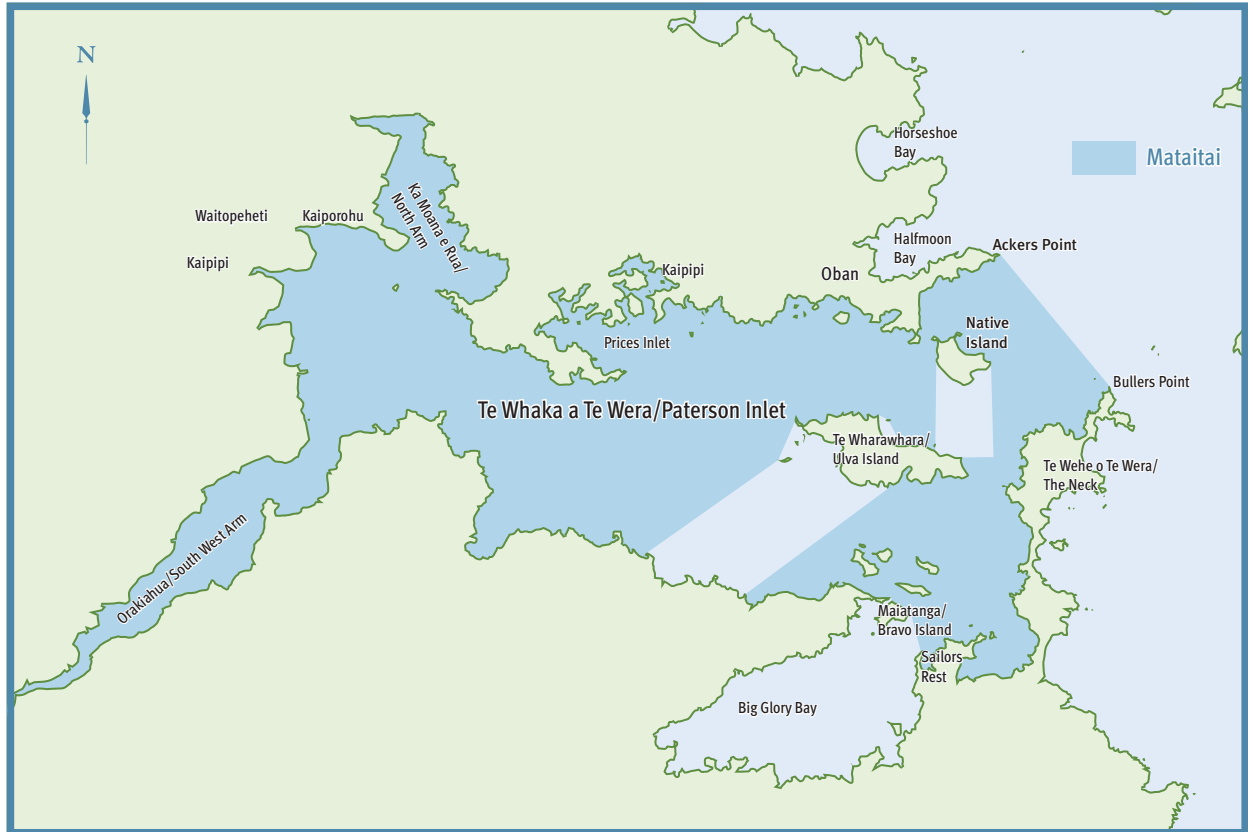 N
Horseshoe
Bay
Mataitai
Ka Moana e Rua/
North Arm
Waitopeheti
Kaiporohu
Halfmoon
Bay
Ackers Point
Kaipipi
Kaipipi
Oban
Native
Island
Prices Inlet
Bullers Point
Te Whaka a Te Wera/Paterson Inlet
Te Wharawhara/
Ulva Island
Te Wehe o Te Wera/
The Neck
Orakiahua/South West Arm
Maiatanga/
Bravo Island
Sailors
Rest
Big Glory Bay